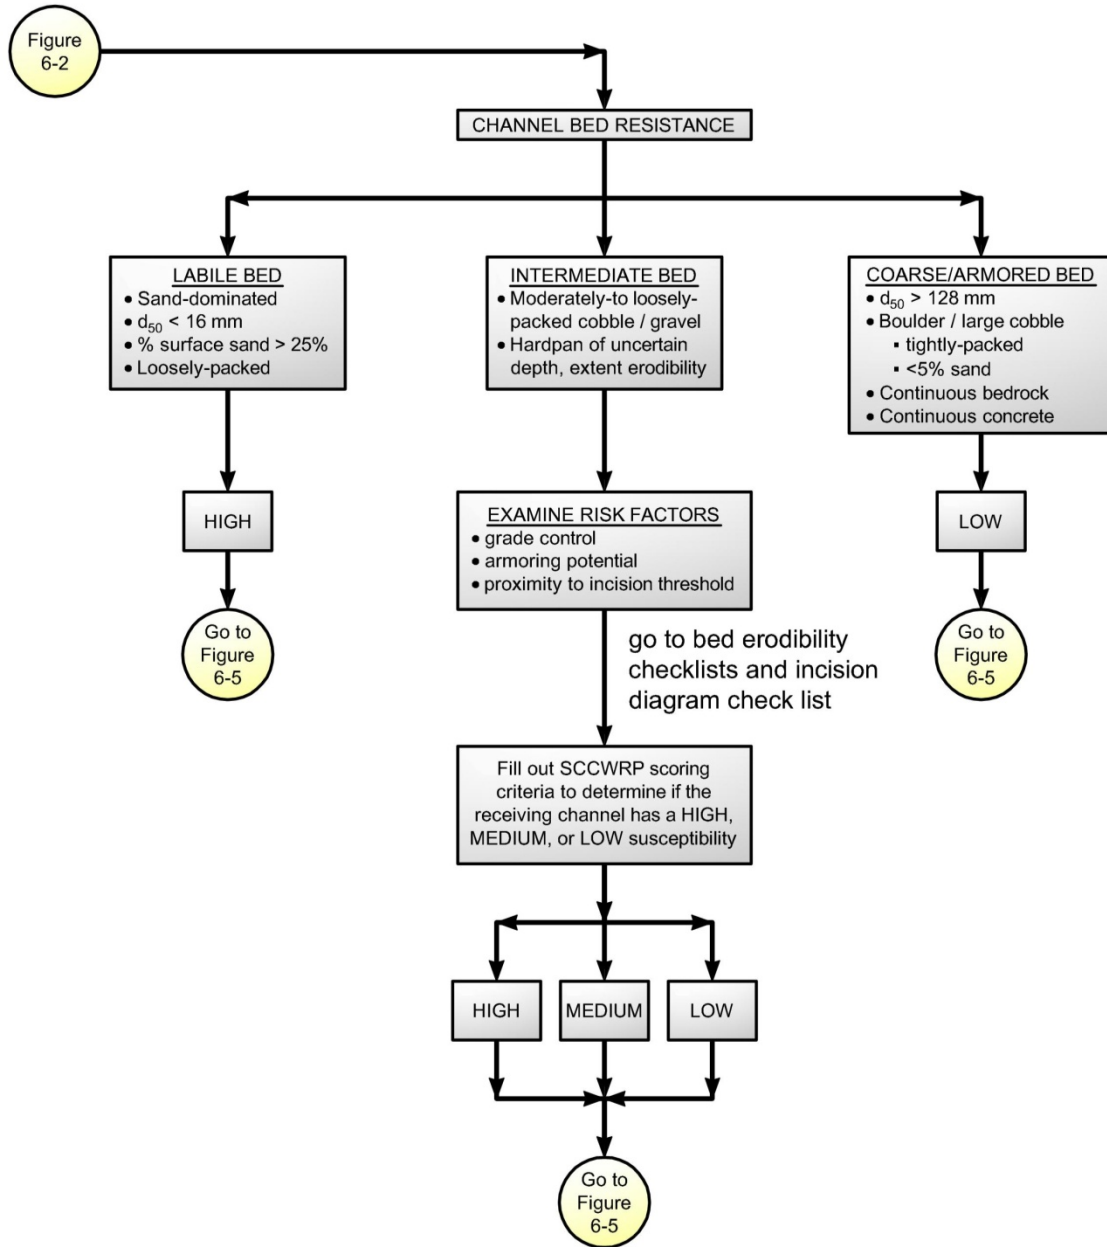 Figure
6-2
CHANNEL BED RESISTANCE
LABILE BED
• Sand-dominated
• d₅₀ < 16 mm
• % surface sand > 25%
• Loosely-packed
INTERMEDIATE BED
• Moderately-to loosely-
packed cobble / gravel
• Hardpan of uncertain
depth, extent erodibility
COARSE/ARMORED BED
• d₅₀ > 128 mm
• Boulder / large cobble
▪ tightly-packed
▪ <5% sand
• Continuous bedrock
• Continuous concrete
HIGH
EXAMINE RISK FACTORS
• grade control
• armoring potential
• proximity to incision threshold
LOW
Go to
Figure
6-5
go to bed erodibility
checklists and incision
diagram check list
Go to
Figure
6-5
Fill out SCCWRP scoring
criteria to determine if the
receiving channel has a HIGH,
MEDIUM, or LOW susceptibility
HIGH
MEDIUM
LOW
Go to
Figure
6-5